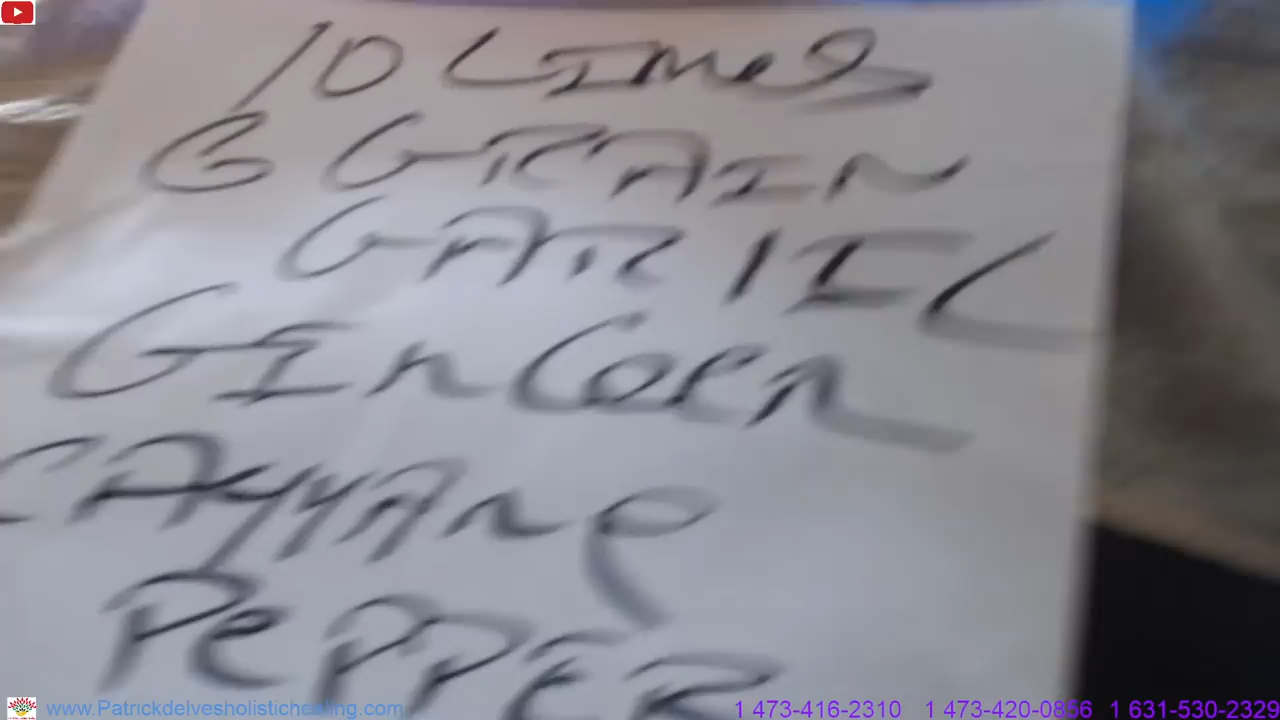 10 LIMES
6 GRAIN
GARLIC
GINGER
CAYYANE
PEPPER
www.Patrickdelvesholistichealing.com
1 473-416-2310 1 473-420-0856 1 631-530-2329